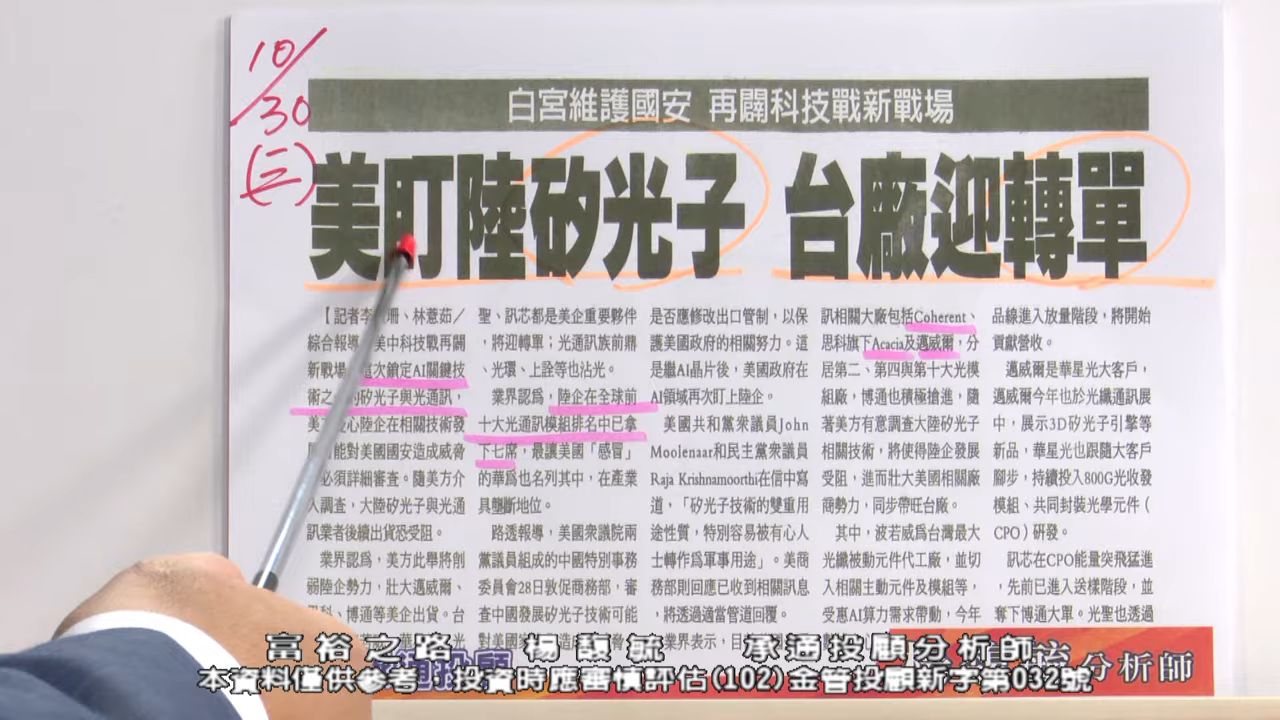 10/30
(三)
白宮維護國安 再闢科技戰新戰場
美盯陸矽光子 台廠迎轉單
【記者李 珊、林薏茹/
綜合報導 美中科技戰再闢
新戰場 這次鎖定AI關鍵技
術之 的矽光子與光通訊,
美 心陸企在相關技術發
能對美國國安造成威脅
必須詳細審查。隨美方介
入調查,大陸矽光子與光通
訊業者後續出貨恐受阻。
業界認為,美方此舉將削
弱陸企勢力,壯大邁威爾、
思科、博通等美企出貨。台
聖、訊芯都是美企重要夥伴
,將迎轉單;光通訊族前鼎
、光環、上詮等也沾光。
業界認為,陸企在全球前
十大光通訊模組排名中已拿
下七席,最讓美國「感冒」
的華為也名列其中,在產業
具壟斷地位。
路透報導,美國衆議院兩
黨議員組成的中國特別事務
委員會28日敦促商務部,審
查中國發展矽光子技術可能
對美國
是否應修改出口管制,以保
護美國政府的相關努力。這
是繼AI晶片後,美國政府在
AI領域再次盯上陸企。
美國共和黨衆議員John
Moolenaar和民主黨衆議員
Raja Krishnamoorthi在信中寫
道,「矽光子技術的雙重用
途性質,特別容易被有心人
士轉作為軍事用途」。美商
務部則回應已收到相關訊息
,將透過適當管道回覆。
業界表示,目
訊相關大廠包括Coherent、
思科旗下Acacia及邁威爾,分
居第二、第四與第十大光模
組廠,博通也積極搶進,隨
著美方有意調查大陸矽光子
相關技術,將使得陸企發展
受阻,進而壯大美國相關廠
商勢力,同步帶旺台廠。
其中,波若威為台灣最大
光纖被動元件代工廠,並切
入相關主動元件及模組等,
受惠AI算力需求帶動,今年
品線進入放量階段,將開始
貢獻營收。
邁威爾是華星光大客戶,
邁威爾今年也於光纖通訊展
中,展示3D矽光子引擎等
新品,華星光也跟隨大客戶
腳步,持續投入800G光收發
模組、共同封裝光學元件(
CPO)研發。
訊芯在CPO能量突飛猛進
,先前已進入送樣階段,並
奪下博通大單。光聖也透過
分析師
富裕之路 楊馥毓 承通投顧分析師
本資料僅供參考,投資時應審慎評估(102)金管投顧新字第032號